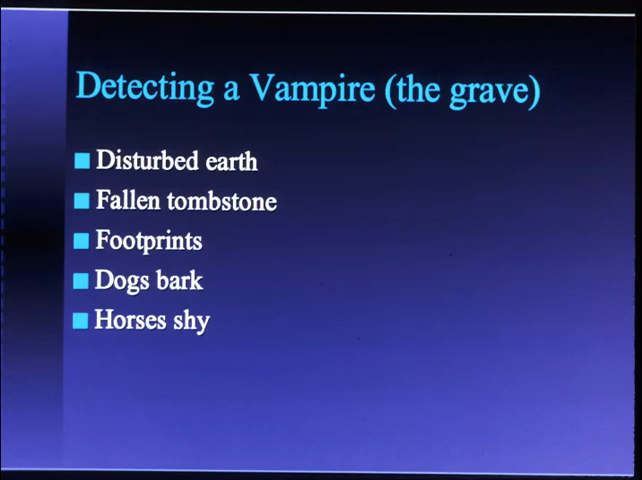 Detecting a Vampire (the grave)
Disturbed earth
Fallen tombstone
Footprints
Dogs bark
Horses shy